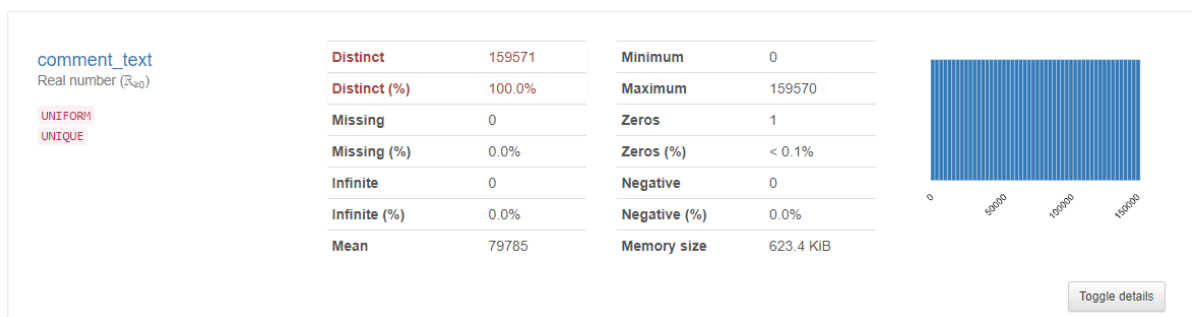 comment_text
Real number (ℝ≥0)
UNIFORM
UNIQUE
Distinct 159571
Distinct (%) 100.0%
Missing 0
Missing (%) 0.0%
Infinite 0
Infinite (%) 0.0%
Mean 79785
Minimum 0
Maximum 159570
Zeros 1
Zeros (%) < 0.1%
Negative 0
Negative (%) 0.0%
Memory size 623.4 KiB
0 50000 100000 150000
Toggle details